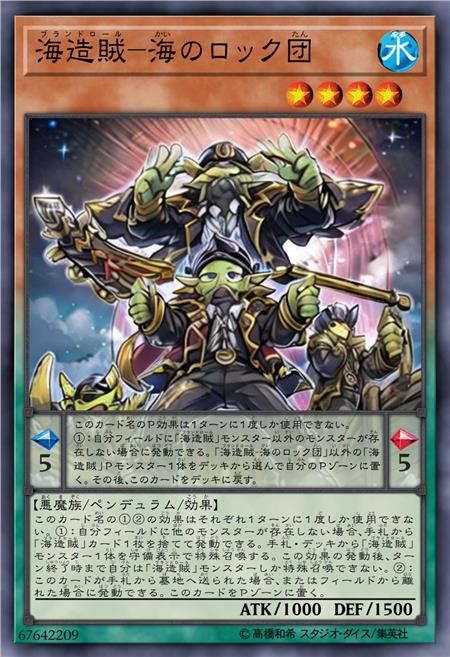 プランドロール かい たん
海造賊-海のロック団
水
このカード名のP効果は1ターンに1度しか使用できない。
①:自分フィールドに「海造賊」モンスター以外のモンスターが存
在しない場合に発動できる。「海造賊-海のロック団」以外の「海
造賊」Pモンスター1体をデッキから選んで自分のPゾーンに置
く。その後、このカードをデッキに戻す。
5 5
【悪魔族/ペンデュラム/効果】
このカード名の①②の効果はそれぞれ1ターンに1度しか使用できな
い。①:自分フィールドに他のモンスターが存在しない場合、手札から
「海造賊」カード1枚を捨てて発動できる。手札・デッキから「海造賊」
モンスター1体を守備表示で特殊召喚する。この効果の発動後、ター
ン終了時まで自分は「海造賊」モンスターしか特殊召喚できない。②:
このカードが手札から墓地へ送られた場合、またはフィールドから離
れた場合に発動できる。このカードをPゾーンに置く。
ATK/1000 DEF/1500
67642209
©高橋和希 スタジオ・ダイス/集英社